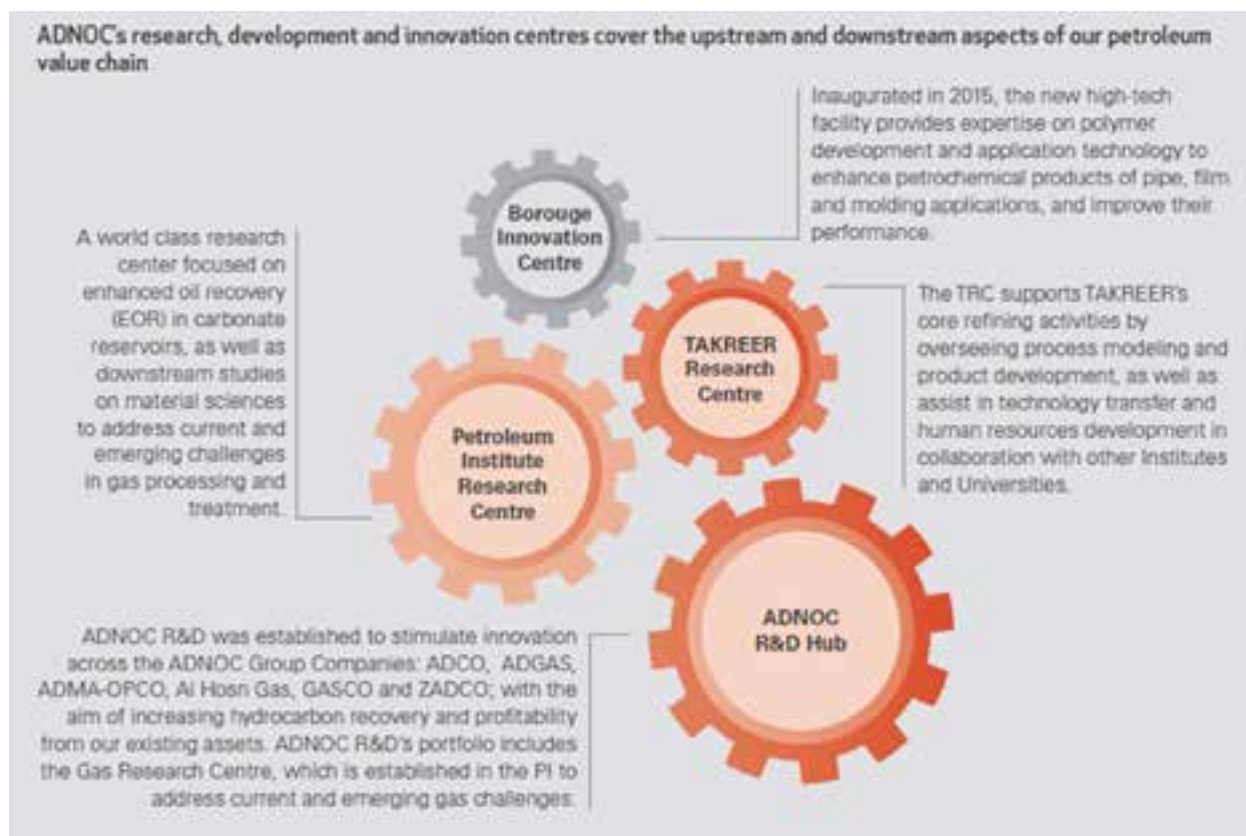 ADNOC's research, development and innovation centres cover the upstream and downstream aspects of our petroleum
value chain
Inaugurated in 2015, the new high-tech
facility provides expertise on polymer
development and application technology to
enhance petrochemical products of pipe, film
and molding applications, and improve their
performance.
Borouge
Innovation
Centre
A world class research
center focused on
enhanced oil recovery
(EOR) in carbonate
reservoirs, as well as
downstream studies
on material sciences
to address current and
emerging challenges
in gas processing and
treatment.
The TRC supports TAKREER's
core refining activities by
overseeing process modeling and
product development, as well as
assist in technology transfer and
human resources development in
collaboration with other Institutes
and Universities.
TAKREER
Research
Centre
Petroleum
Institute
Research
Centre
ADNOC
R&D Hub
ADNOC R&D was established to stimulate innovation
across the ADNOC Group Companies: ADCO, ADGAS,
ADMA-OPCO, Al Hosn Gas, GASCO and ZADCO; with the
aim of increasing hydrocarbon recovery and profitability
from our existing assets. ADNOC R&D's portfolio includes
the Gas Research Centre, which is established in the PI to
address current and emerging gas challenges.